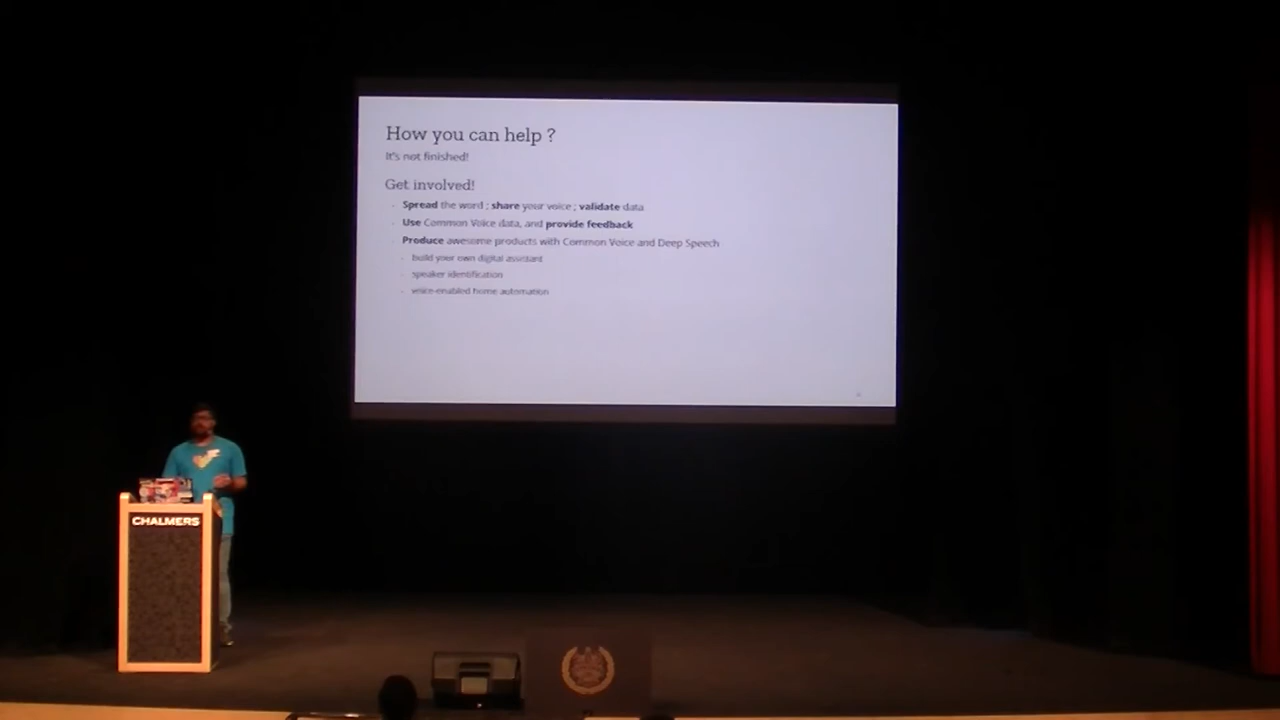 How you can help ?
It's not finished!
Get involved!
Spread the word ; share your voice ; validate data
Use Common Voice data, and provide feedback
Produce awesome products with Common Voice and Deep Speech
build your own digital assistant
speaker identification
voice-enabled home automation
CHALMERS